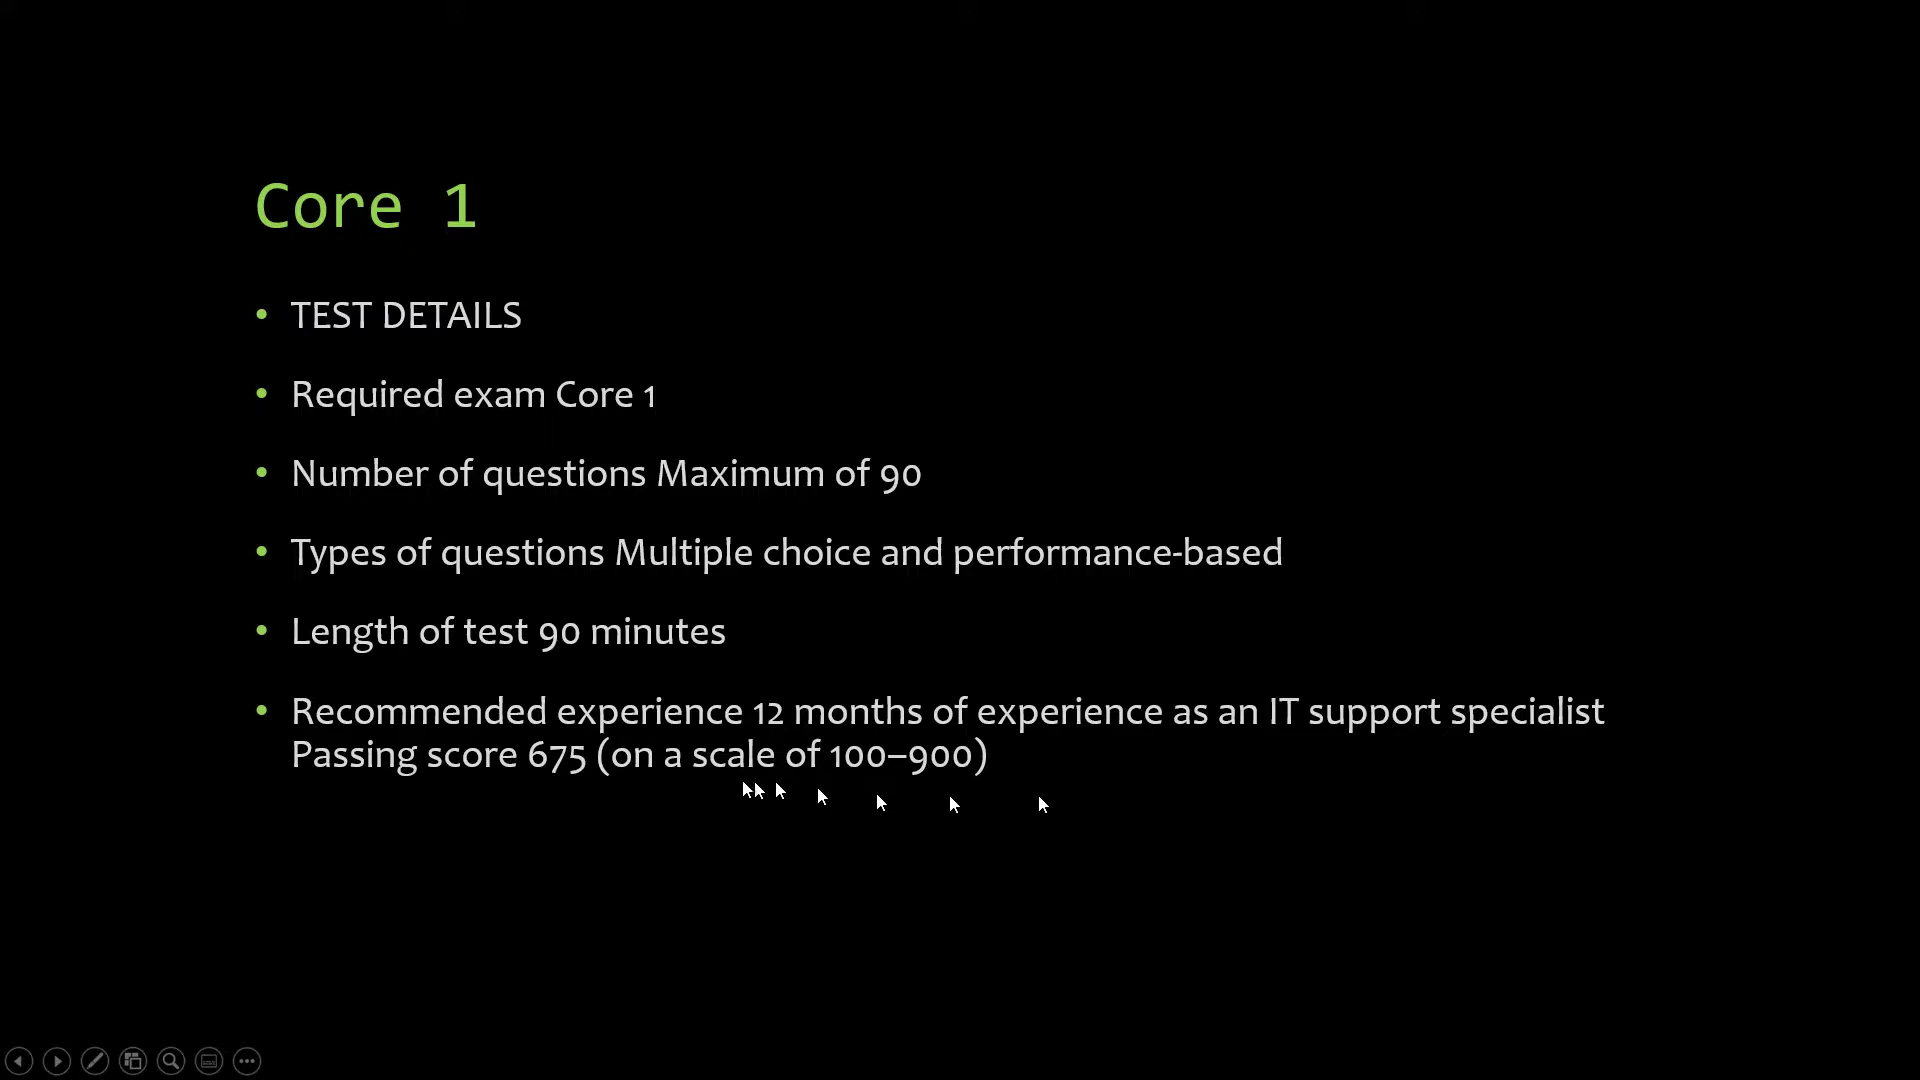 Core 1
• TEST DETAILS
• Required exam Core 1
• Number of questions Maximum of 90
• Types of questions Multiple choice and performance-based
• Length of test 90 minutes
• Recommended experience 12 months of experience as an IT support specialist
Passing score 675 (on a scale of 100–900)